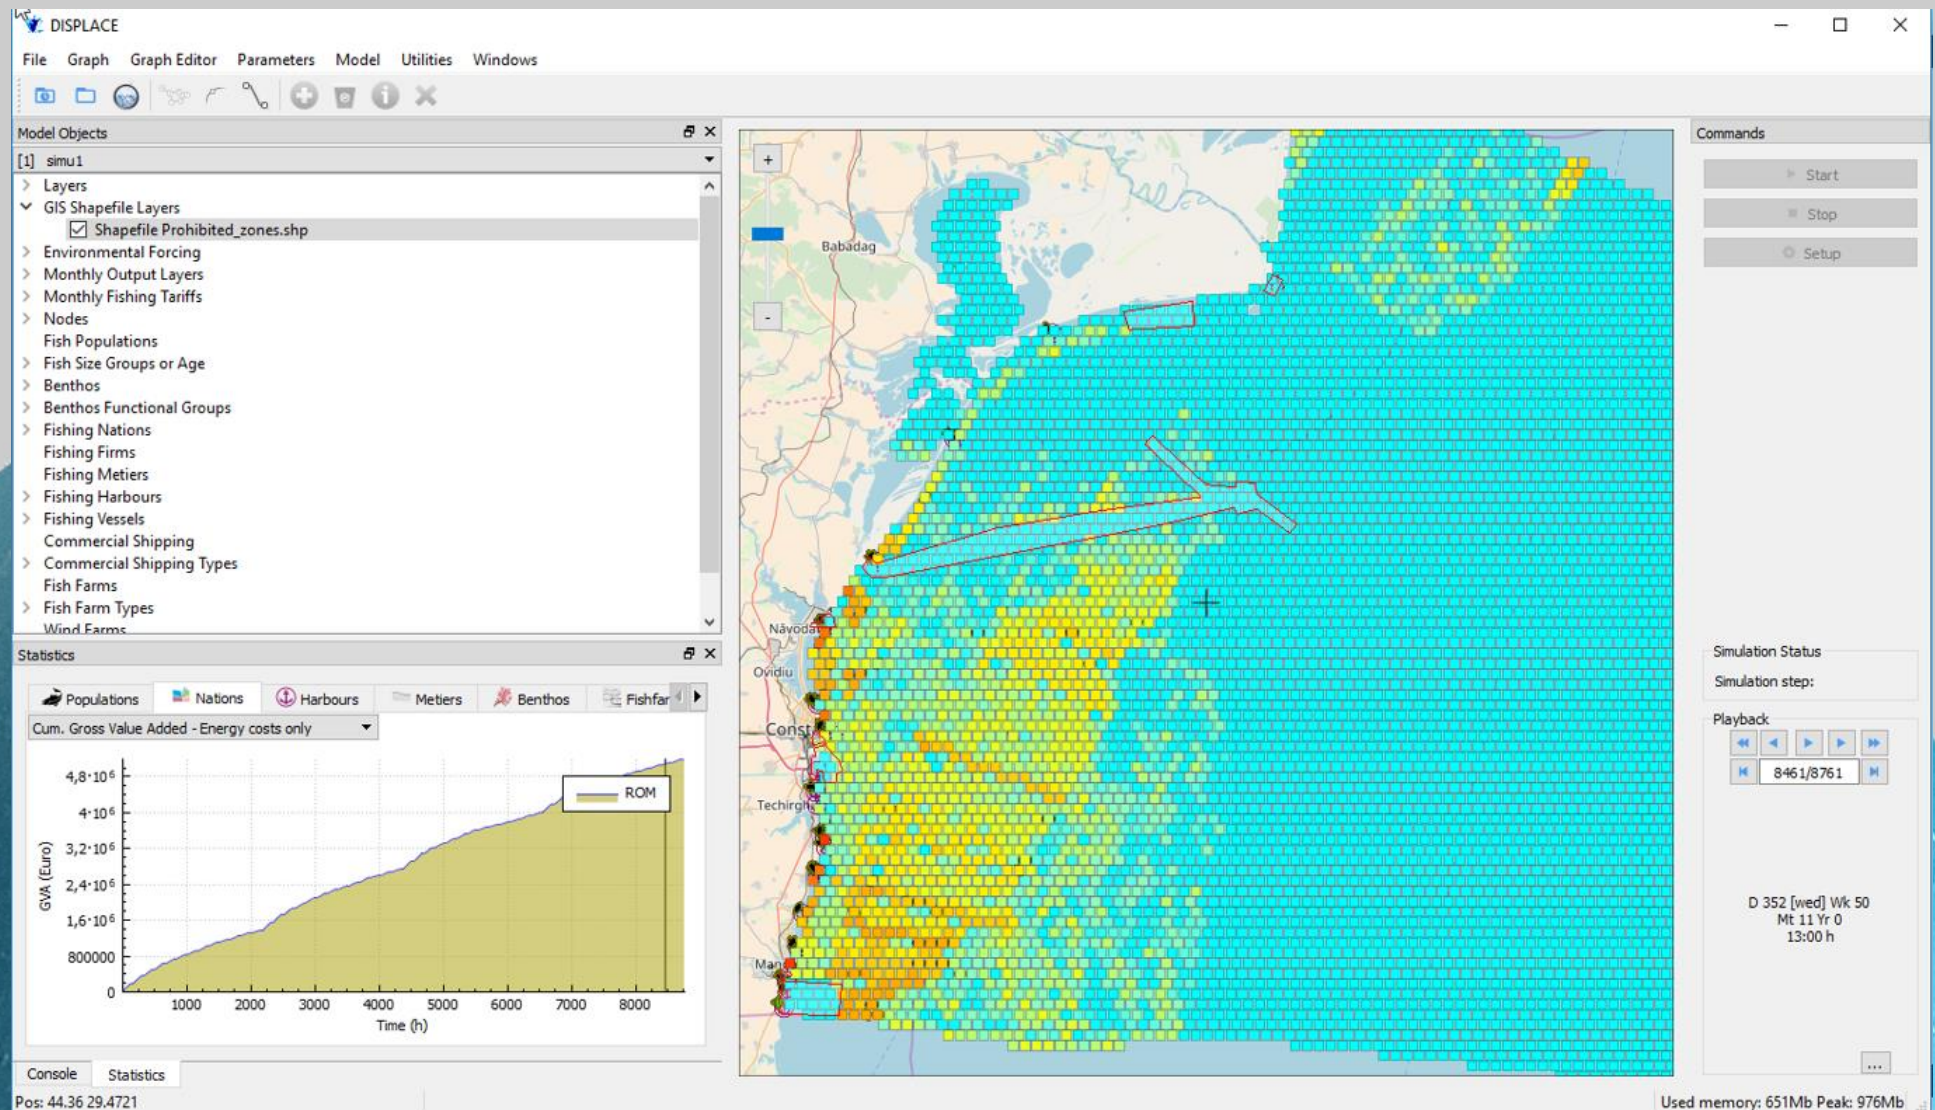 DISPLACE
File Graph Graph Editor Parameters Model Utilities Windows
Model Objects
[1] simu1
Layers
GIS Shapefile Layers
Shapefile Prohibited_zones.shp
Environmental Forcing
Monthly Output Layers
Monthly Fishing Tariffs
Nodes
Fish Populations
Fish Size Groups or Age
Benthos
Benthos Functional Groups
Fishing Nations
Fishing Firms
Fishing Metiers
Fishing Harbours
Fishing Vessels
Commercial Shipping
Commercial Shipping Types
Fish Farms
Fish Farm Types
Wind Farms
Statistics
Populations Nations Harbours Metiers Benthos Fishfar
Cum. Gross Value Added - Energy costs only
4,8·10⁶
4·10⁶
3,2·10⁶
2,4·10⁶
1,6·10⁶
800000
0
GVA (Euro)
ROM
1000 2000 3000 4000 5000 6000 7000 8000
Time (h)
Console Statistics
Pos: 44.36 29.4721
+
-
Babadag
Năvoda
Ovidiu
Const
Techirgh
Man
Commands
Start
Stop
Setup
Simulation Status
Simulation step:
Playback
8461/8761
D 352 [wed] Wk 50
Mt 11 Yr 0
13:00 h
...
Used memory: 651Mb Peak: 976Mb